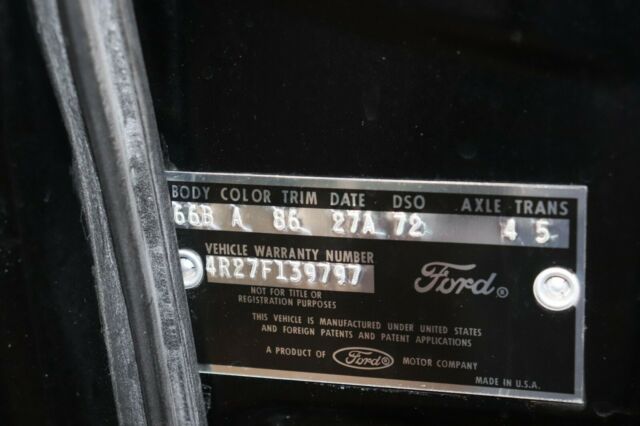 BODY COLOR TRIM DATE DSO AXLE TRANS
66B A 86 27A 72 4 5
VEHICLE WARRANTY NUMBER
4R27F139797
NOT FOR TITLE OR
REGISTRATION PURPOSES
Ford®
THIS VEHICLE IS MANUFACTURED UNDER UNITED STATES
AND FOREIGN PATENTS AND PATENT APPLICATIONS
A PRODUCT OF Ford MOTOR COMPANY
MADE IN U.S.A.